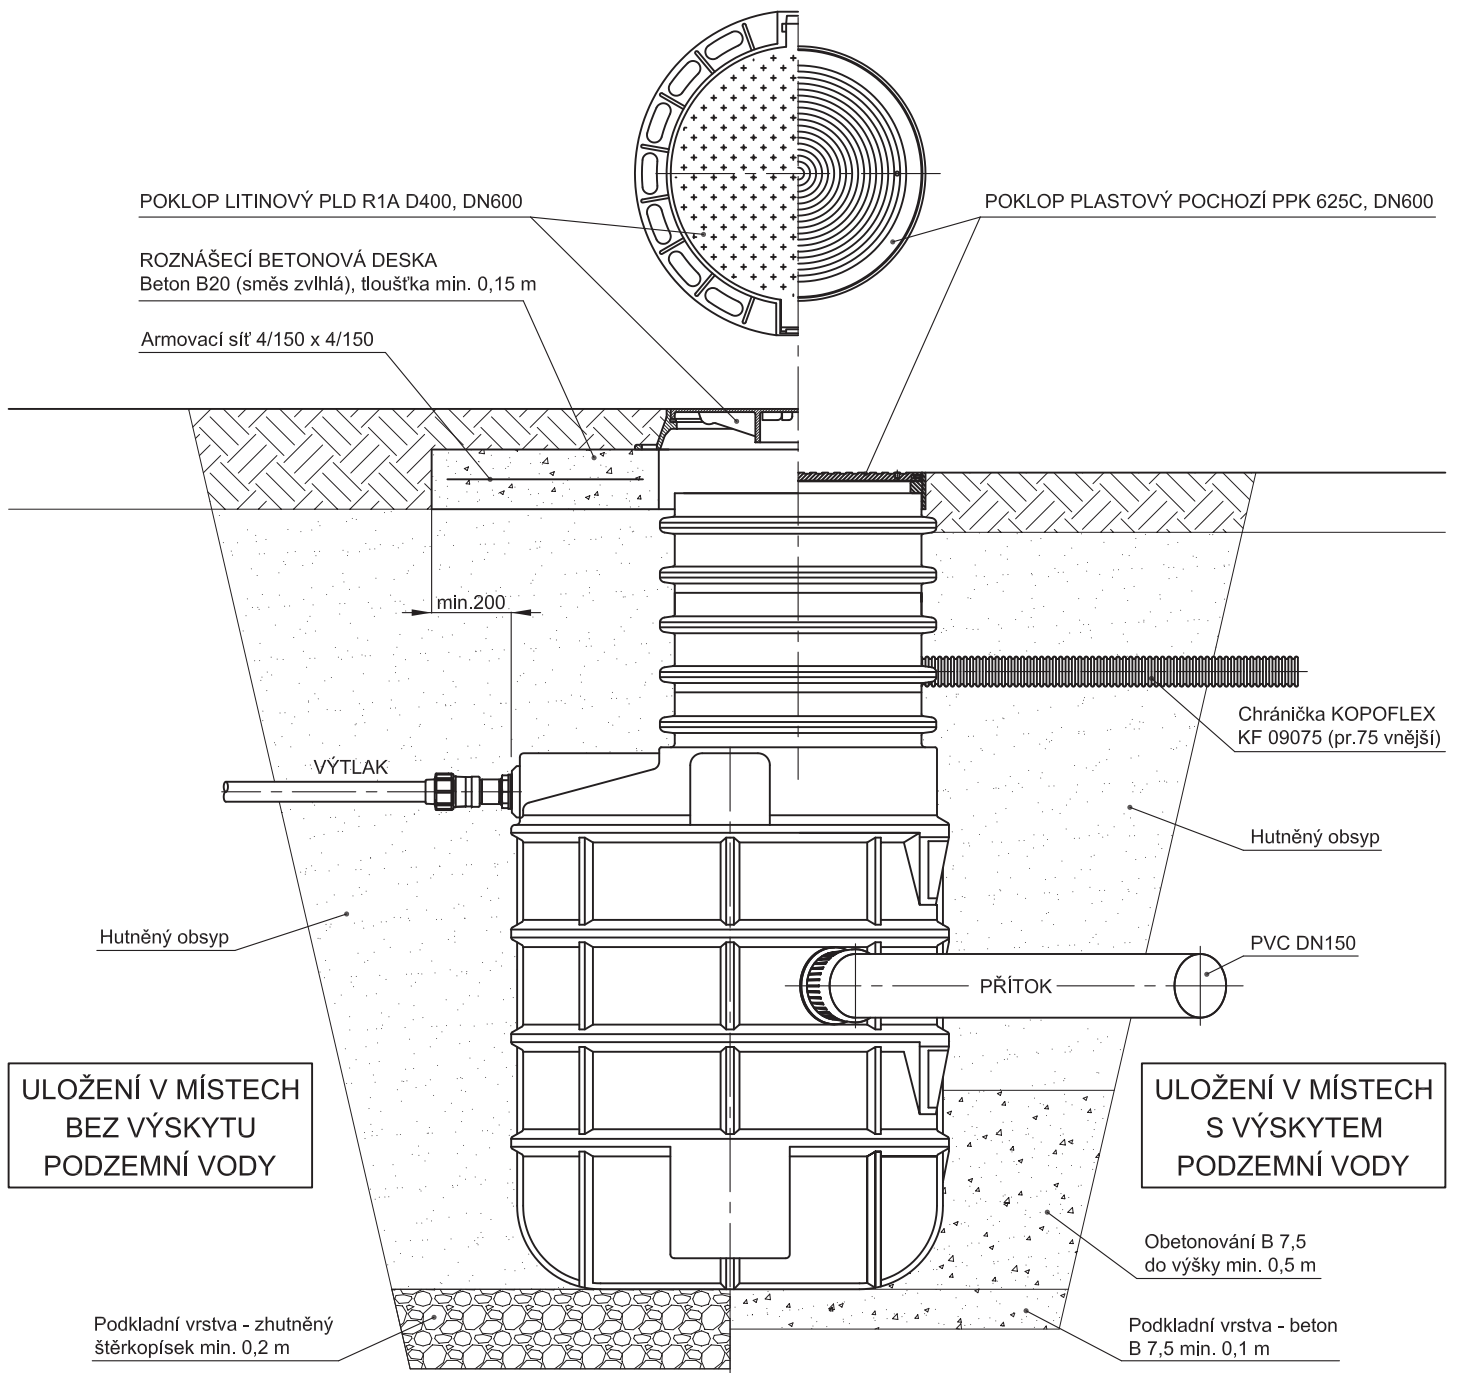 POKLOP LITINOVÝ PLD R1A D400, DN600
POKLOP PLASTOVÝ POCHOZÍ PPK 625C, DN600
ROZNÁŠECÍ BETONOVÁ DESKA
Beton B20 (směs zvlhlá), tloušťka min. 0,15 m
Armovací síť 4/150 x 4/150
min.200
Chránička KOPOFLEX
KF 09075 (pr.75 vnější)
VÝTLAK
Hutněný obsyp
Hutněný obsyp
PVC DN150
PŘÍTOK
ULOŽENÍ V MÍSTECH
BEZ VÝSKYTU
PODZEMNÍ VODY
ULOŽENÍ V MÍSTECH
S VÝSKYTEM
PODZEMNÍ VODY
Obetonování B 7,5
do výšky min. 0,5 m
Podkladní vrstva - zhutněný
štěrkopísek min. 0,2 m
Podkladní vrstva - beton
B 7,5 min. 0,1 m